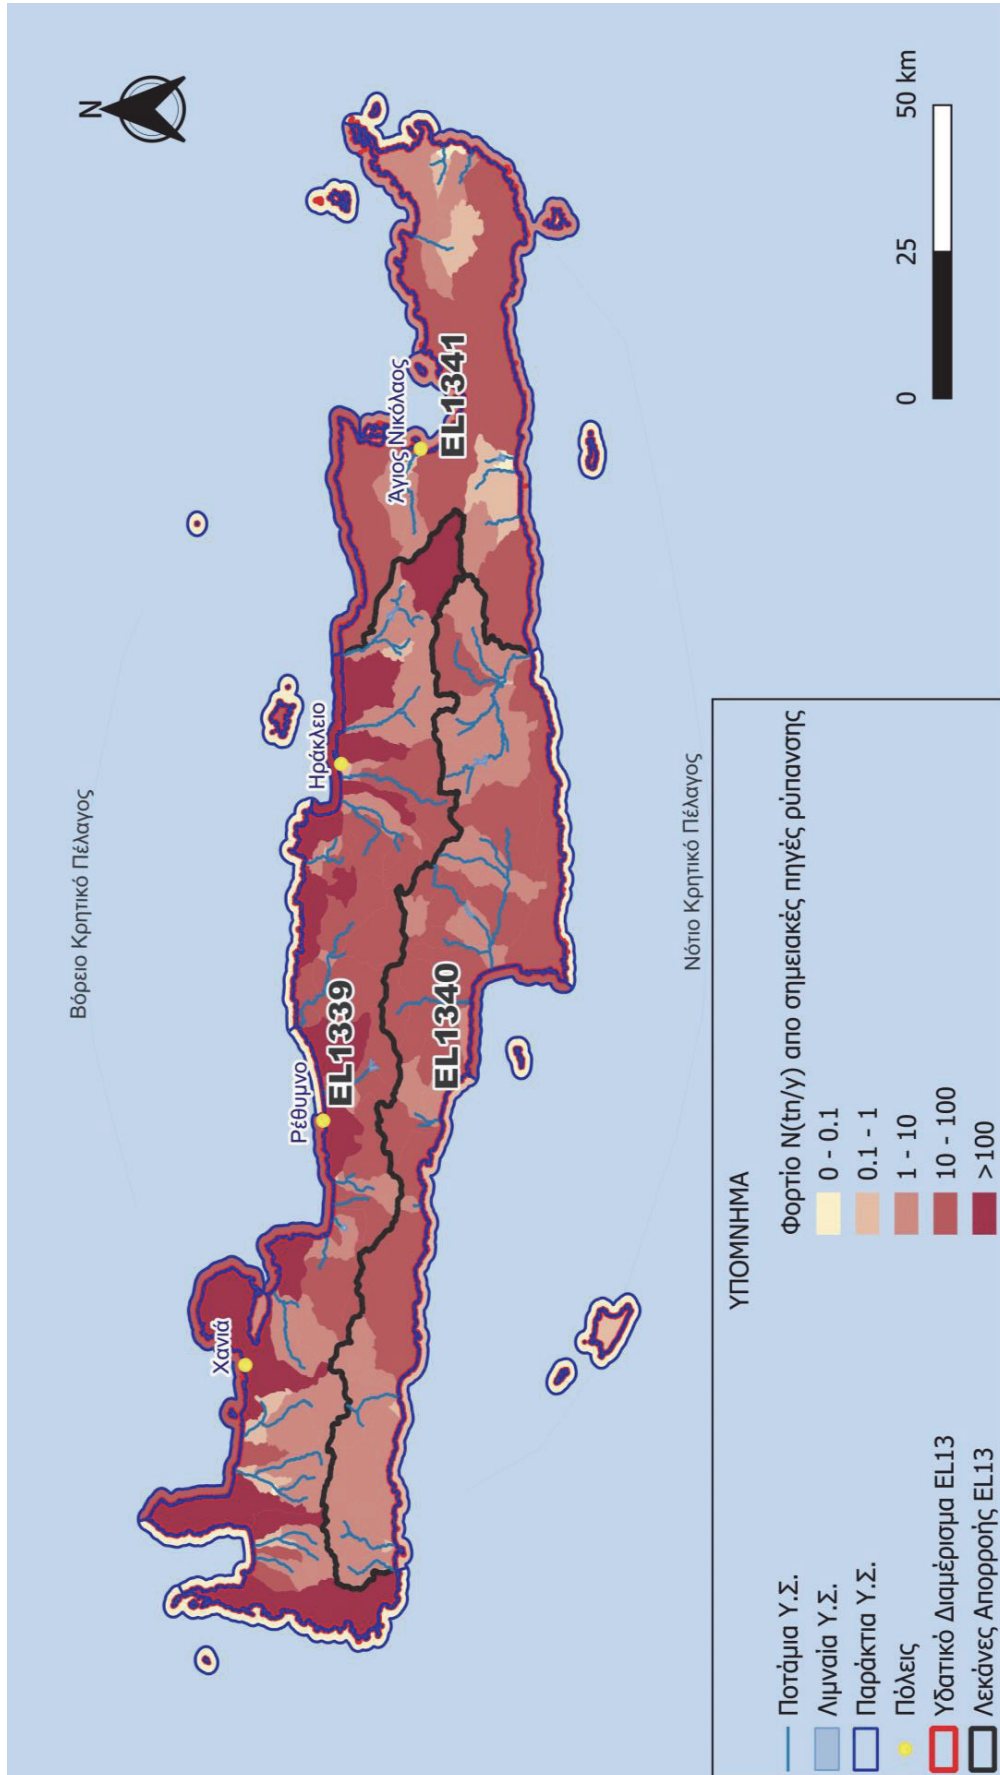 N
Βόρειο Κρητικό Πέλαγος
Χανιά
Ρέθυμνο
Ηράκλειο
Άγιος Νικόλαος
EL1339
EL1340
EL1341
Νότιο Κρητικό Πέλαγος
0 25 50 km
ΥΠΟΜΝΗΜΑ
Ποτάμια Υ.Σ.
Λιμναία Υ.Σ.
Παράκτια Υ.Σ.
Πόλεις
Υδατικό Διαμέρισμα EL13
Λεκάνες Απορροής EL13
Φορτίο N(tn/y) απο σημειακές πηγές ρύπανσης
0 - 0.1
0.1 - 1
1 - 10
10 - 100
>100